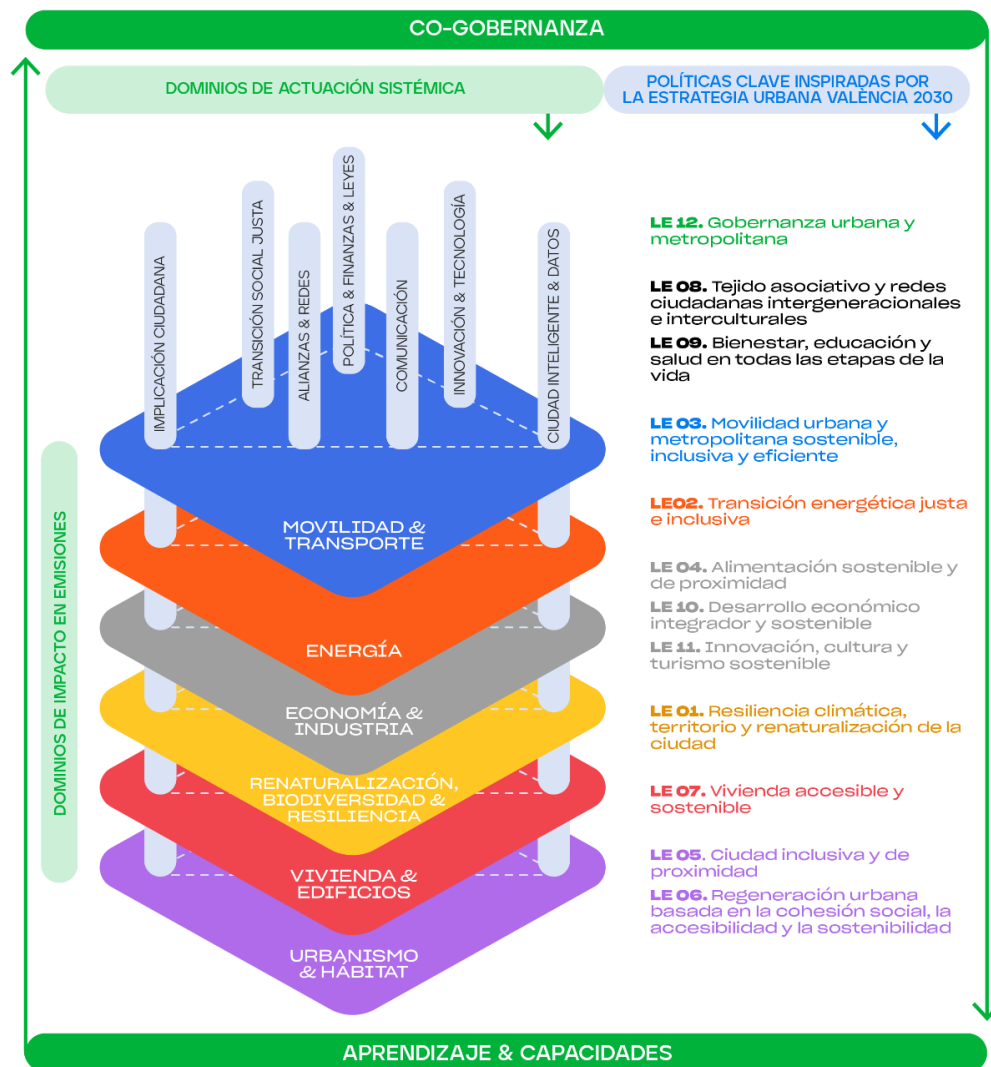 CO-GOBERNANZA
DOMINIOS DE ACTUACIÓN SISTÉMICA
POLÍTICAS CLAVE INSPIRADAS POR
LA ESTRATEGIA URBANA VALÈNCIA 2030
IMPLICACIÓN CIUDADANA
TRANSICIÓN SOCIAL JUSTA
ALIANZAS & REDES
POLÍTICA & FINANZAS & LEYES
COMUNICACIÓN
INNOVACIÓN & TECNOLOGÍA
CIUDAD INTELIGENTE & DATOS
DOMINIOS DE IMPACTO EN EMISIONES
MOVILIDAD &
TRANSPORTE
ENERGÍA
ECONOMÍA &
INDUSTRIA
RENATURALIZACIÓN,
BIODIVERSIDAD &
RESILIENCIA
VIVIENDA &
EDIFICIOS
URBANISMO
& HÁBITAT
LE 12. Gobernanza urbana y
metropolitana
LE 08. Tejido asociativo y redes
ciudadanas intergeneracionales
e interculturales
LE 09. Bienestar, educación y
salud en todas las etapas de la
vida
LE 03. Movilidad urbana y
metropolitana sostenible,
inclusiva y eficiente
LE02. Transición energética justa
e inclusiva
LE 04. Alimentación sostenible y
de proximidad
LE 10. Desarrollo económico
integrador y sostenible
LE 11. Innovación, cultura y
turismo sostenible
LE 01. Resiliencia climática,
territorio y renaturalización de la
ciudad
LE 07. Vivienda accesible y
sostenible
LE 05. Ciudad inclusiva y de
proximidad
LE 06. Regeneración urbana
basada en la cohesión social, la
accesibilidad y la sostenibilidad
APRENDIZAJE & CAPACIDADES